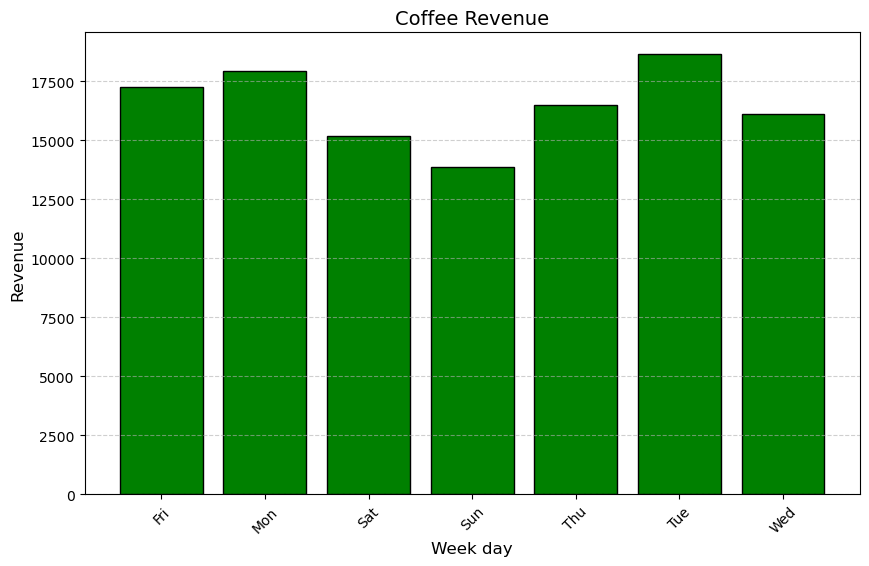 Coffee Revenue
Revenue
17500
15000
12500
10000
7500
5000
2500
0
Fri
Mon
Sat
Sun
Thu
Tue
Wed
Week day